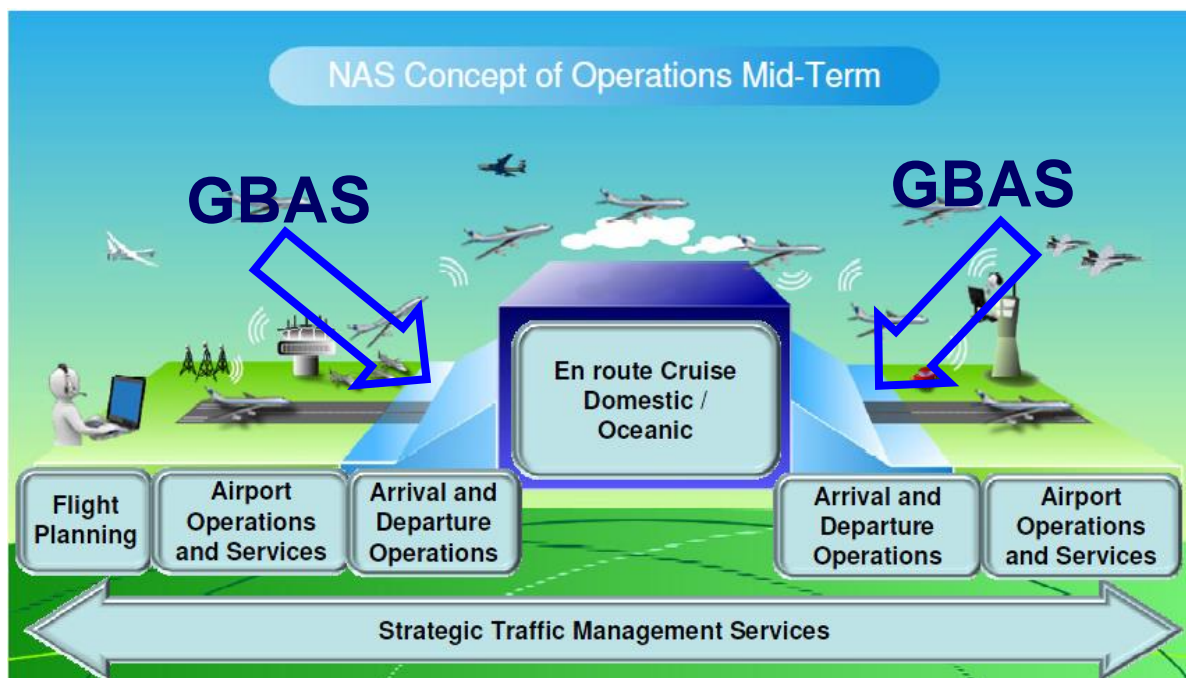 NAS Concept of Operations Mid-Term
GBAS
GBAS
En route Cruise
Domestic /
Oceanic
Flight
Planning
Airport
Operations
and Services
Arrival and
Departure
Operations
Arrival and
Departure
Operations
Airport
Operations
and Services
Strategic Traffic Management Services